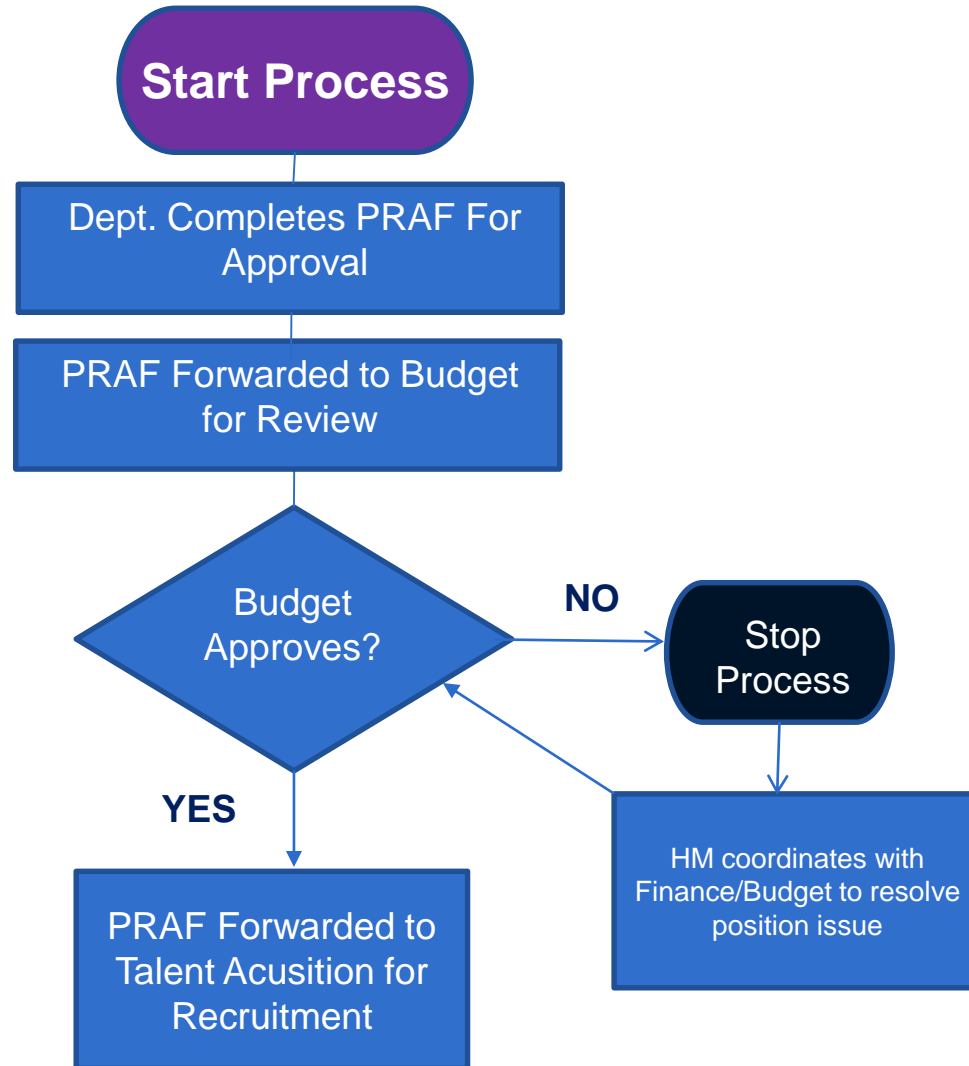 Start Process
Dept. Completes PRAF For
Approval
PRAF Forwarded to Budget
for Review
Budget
Approves?
NO
Stop
Process
YES
HM coordinates with
Finance/Budget to resolve
position issue
PRAF Forwarded to
Talent Acusition for
Recruitment